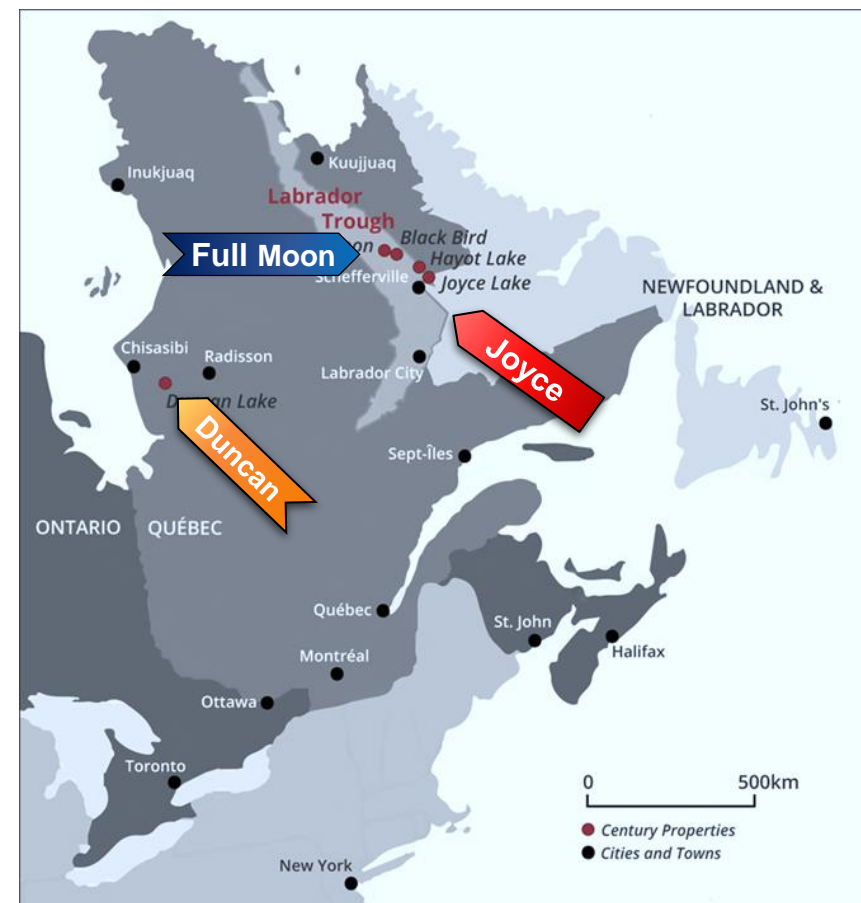 Inukjuaq
Kuujjuaq
Labrador
Trough
Full Moon
on
Black Bird
Hayot Lake
Schefferville
Joyce Lake
NEWFOUNDLAND &
LABRADOR
Chisasibi
Radisson
Labrador City
Joyce
St. John's
Lake
Duncan
Sept-Îles
ONTARIO
QUÉBEC
Québec
St. John
Halifax
Montréal
Ottawa
Toronto
New York
0 500km
Century Properties
Cities and Towns